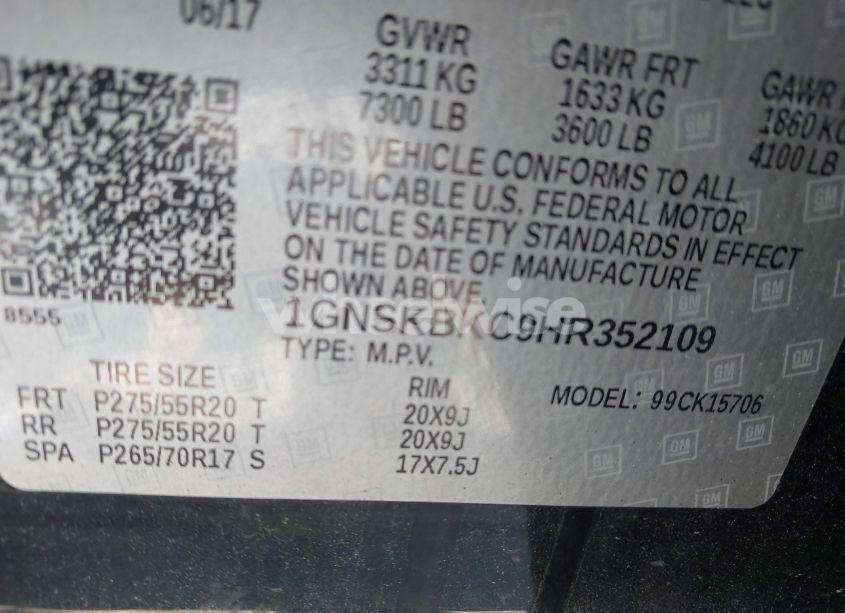 06/17
GVWR
3311 KG
7300 LB
GAWR FRT
1633 KG
3600 LB
GAWR
1860 KG
4100 LB
THIS VEHICLE CONFORMS TO ALL
APPLICABLE U.S. FEDERAL MOTOR
VEHICLE SAFETY STANDARDS IN EFFECT
ON THE DATE OF MANUFACTURE
SHOWN ABOVE.
1GNSKBKC9HR352109
TYPE: M.P.V.
8555
TIRE SIZE RIM MODEL: 99CK15706
FRT P275/55R20 T 20X9J
RR P275/55R20 T 20X9J
SPA P265/70R17 S 17X7.5J
GM